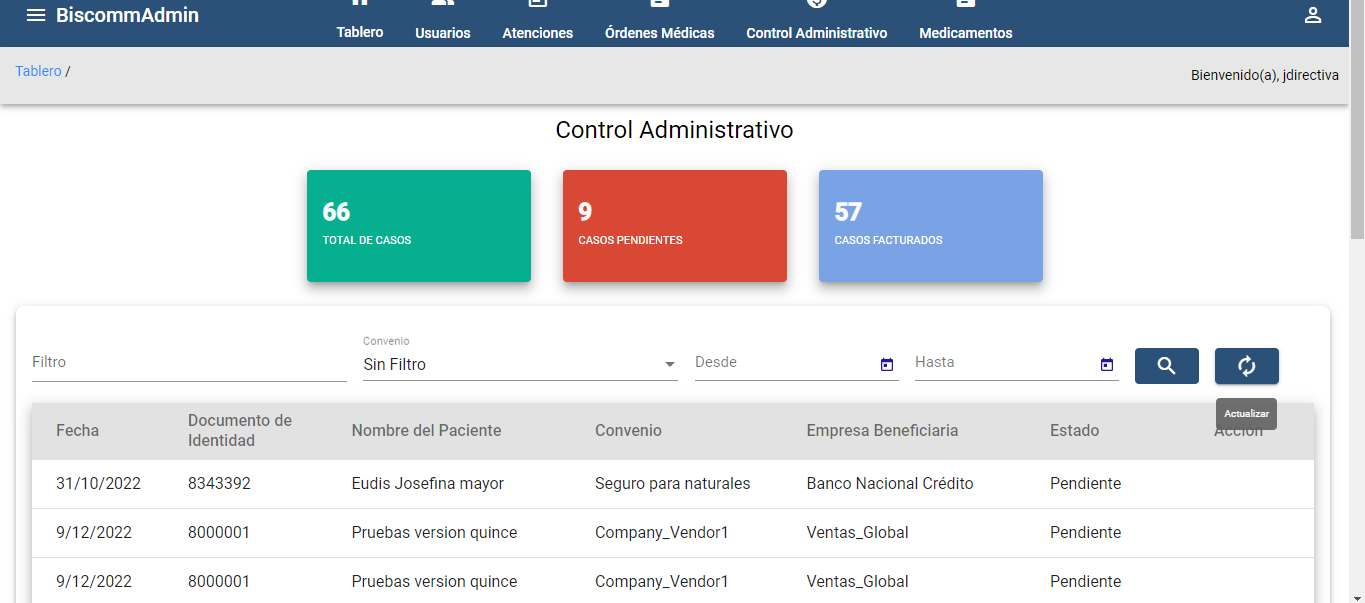 BiscommAdmin
Tablero Usuarios Atenciones Órdenes Médicas Control Administrativo Medicamentos
Tablero /
Bienvenido(a), jdirectiva
Control Administrativo
66
TOTAL DE CASOS
9
CASOS PENDIENTES
57
CASOS FACTURADOS
Filtro
Convenio
Sin Filtro
Desde
Hasta
Actualizar
Fecha
Documento de
Identidad
Nombre del Paciente
Convenio
Empresa Beneficiaria
Estado
Acción
31/10/2022 8343392 Eudis Josefina mayor Seguro para naturales Banco Nacional Crédito Pendiente
9/12/2022 8000001 Pruebas version quince Company_Vendor1 Ventas_Global Pendiente
9/12/2022 8000001 Pruebas version quince Company_Vendor1 Ventas_Global Pendiente